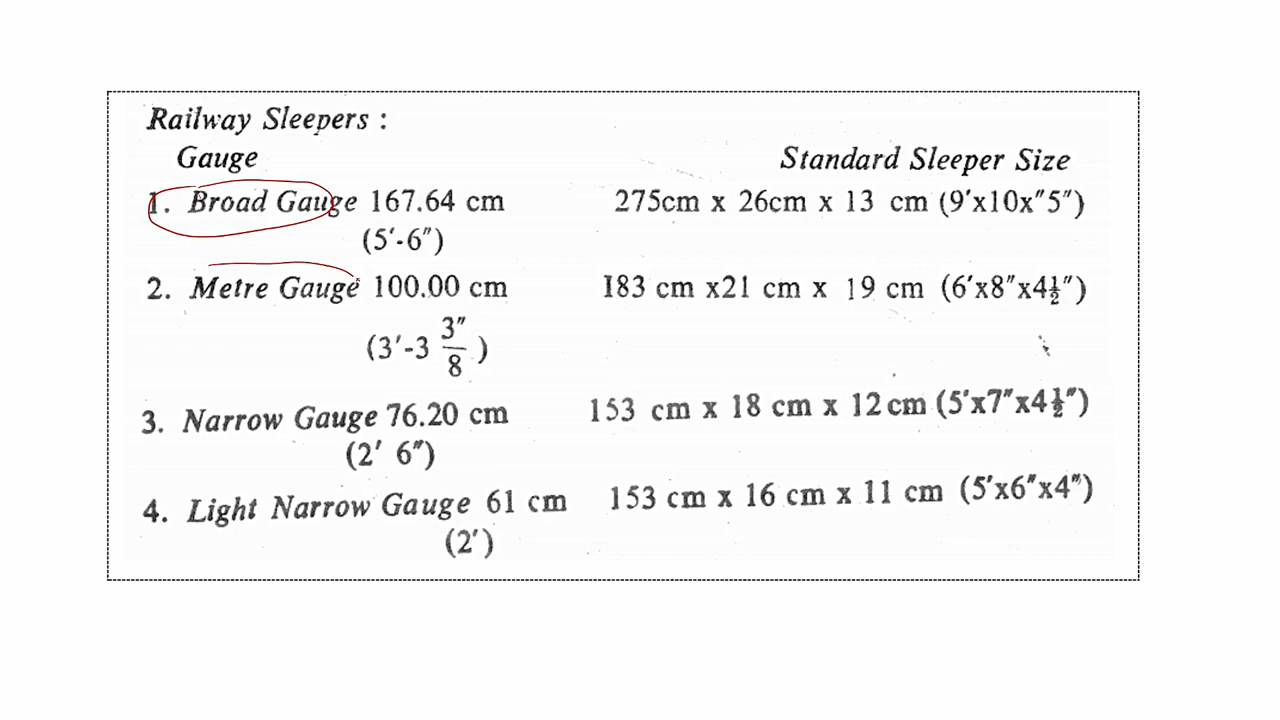 Railway Sleepers :
Gauge Standard Sleeper Size
1. Broad Gauge 167.64 cm 275cm x 26cm x 13 cm (9'x10x"5")
(5'-6")
2. Metre Gauge 100.00 cm 183 cm x21 cm x 19 cm (6'x8"x4½")
(3'-3 3"/8 )
3. Narrow Gauge 76.20 cm 153 cm x 18 cm x 12 cm (5'x7"x4½")
(2' 6")
4. Light Narrow Gauge 61 cm 153 cm x 16 cm x 11 cm (5'x6"x4")
(2')